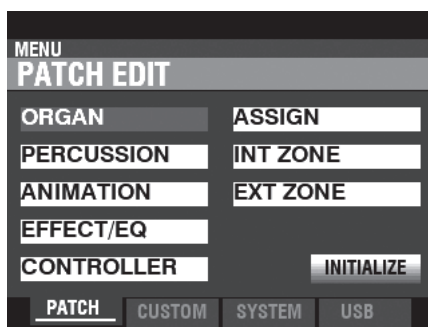 MENU
PATCH EDIT
ORGAN
ASSIGN
PERCUSSION
INT ZONE
ANIMATION
EXT ZONE
EFFECT/EQ
CONTROLLER
INITIALIZE
PATCH CUSTOM SYSTEM USB